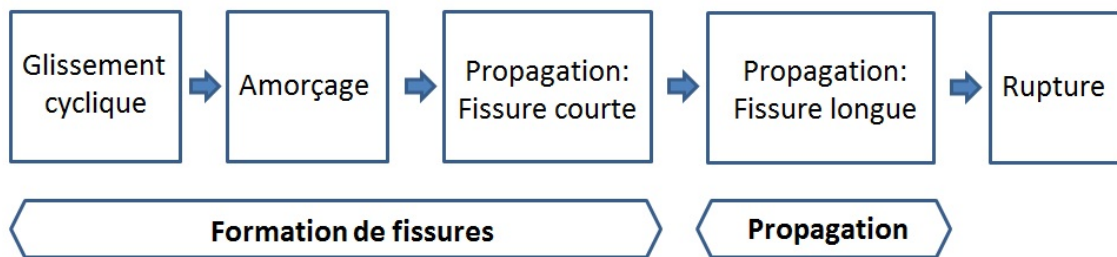 Glissement
cyclique
Amorçage
Propagation:
Fissure courte
Propagation:
Fissure longue
Rupture
Formation de fissures
Propagation